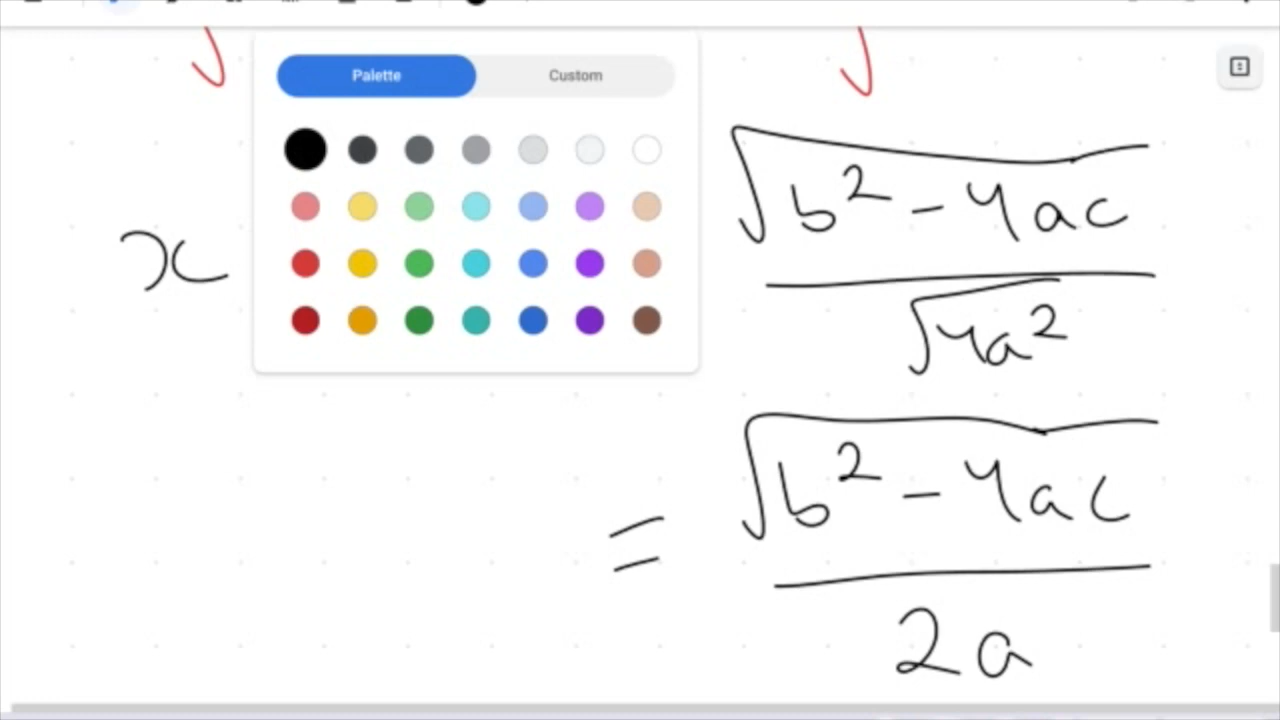 Palette Custom
x √(b² - 4ac)
√(4a²)
= √(b² - 4ac)
2a